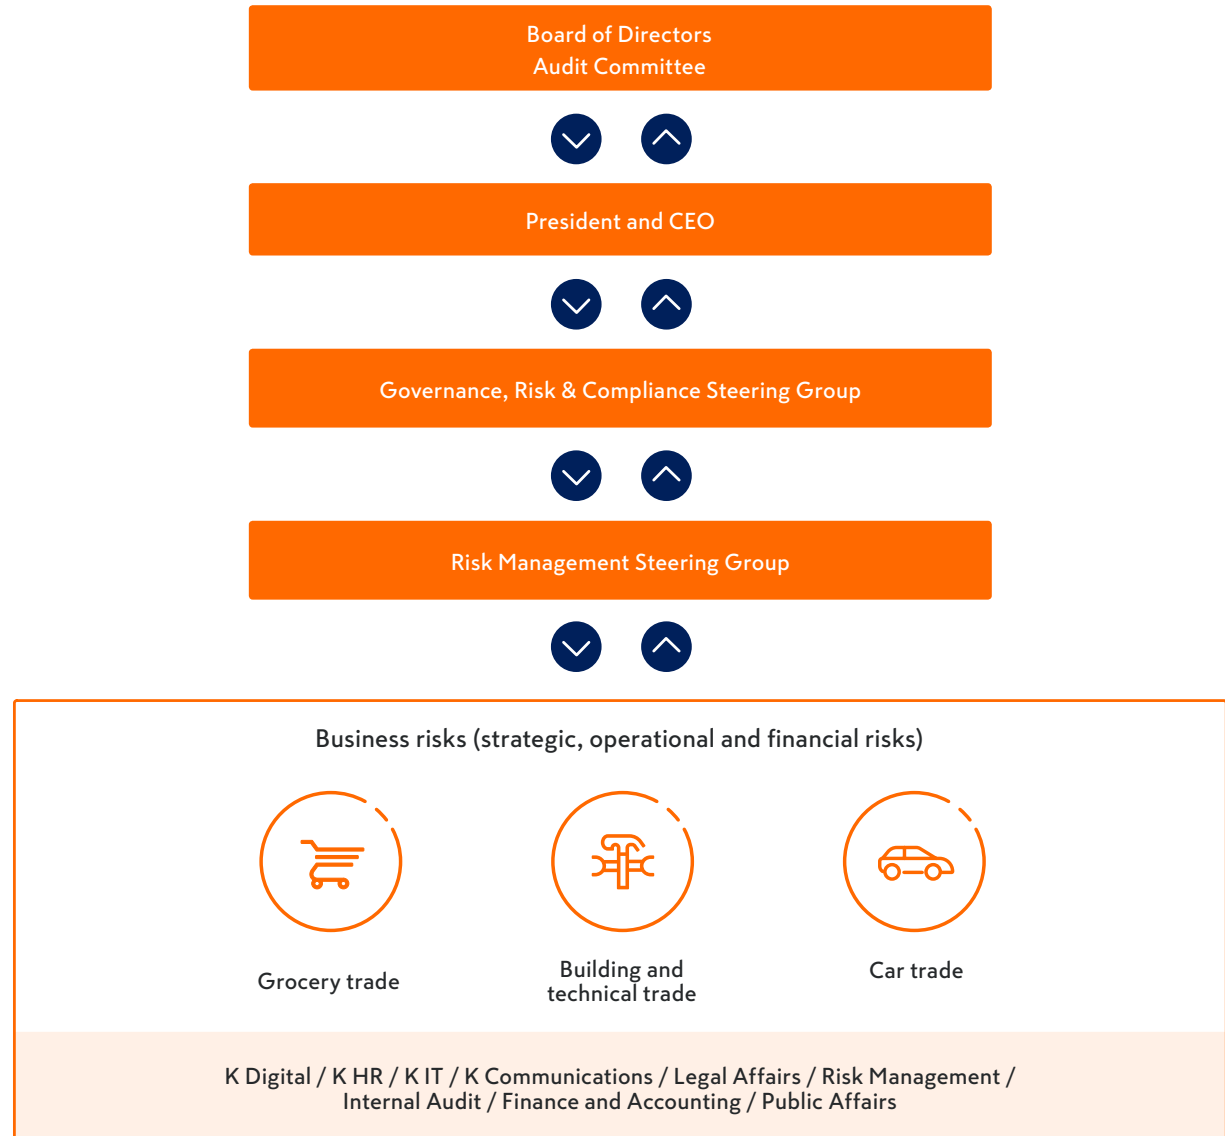 Board of Directors
Audit Committee
President and CEO
Governance, Risk & Compliance Steering Group
Risk Management Steering Group
Business risks (strategic, operational and financial risks)
Grocery trade
Building and
technical trade
Car trade
K Digital / K HR / K IT / K Communications / Legal Affairs / Risk Management /
Internal Audit / Finance and Accounting / Public Affairs